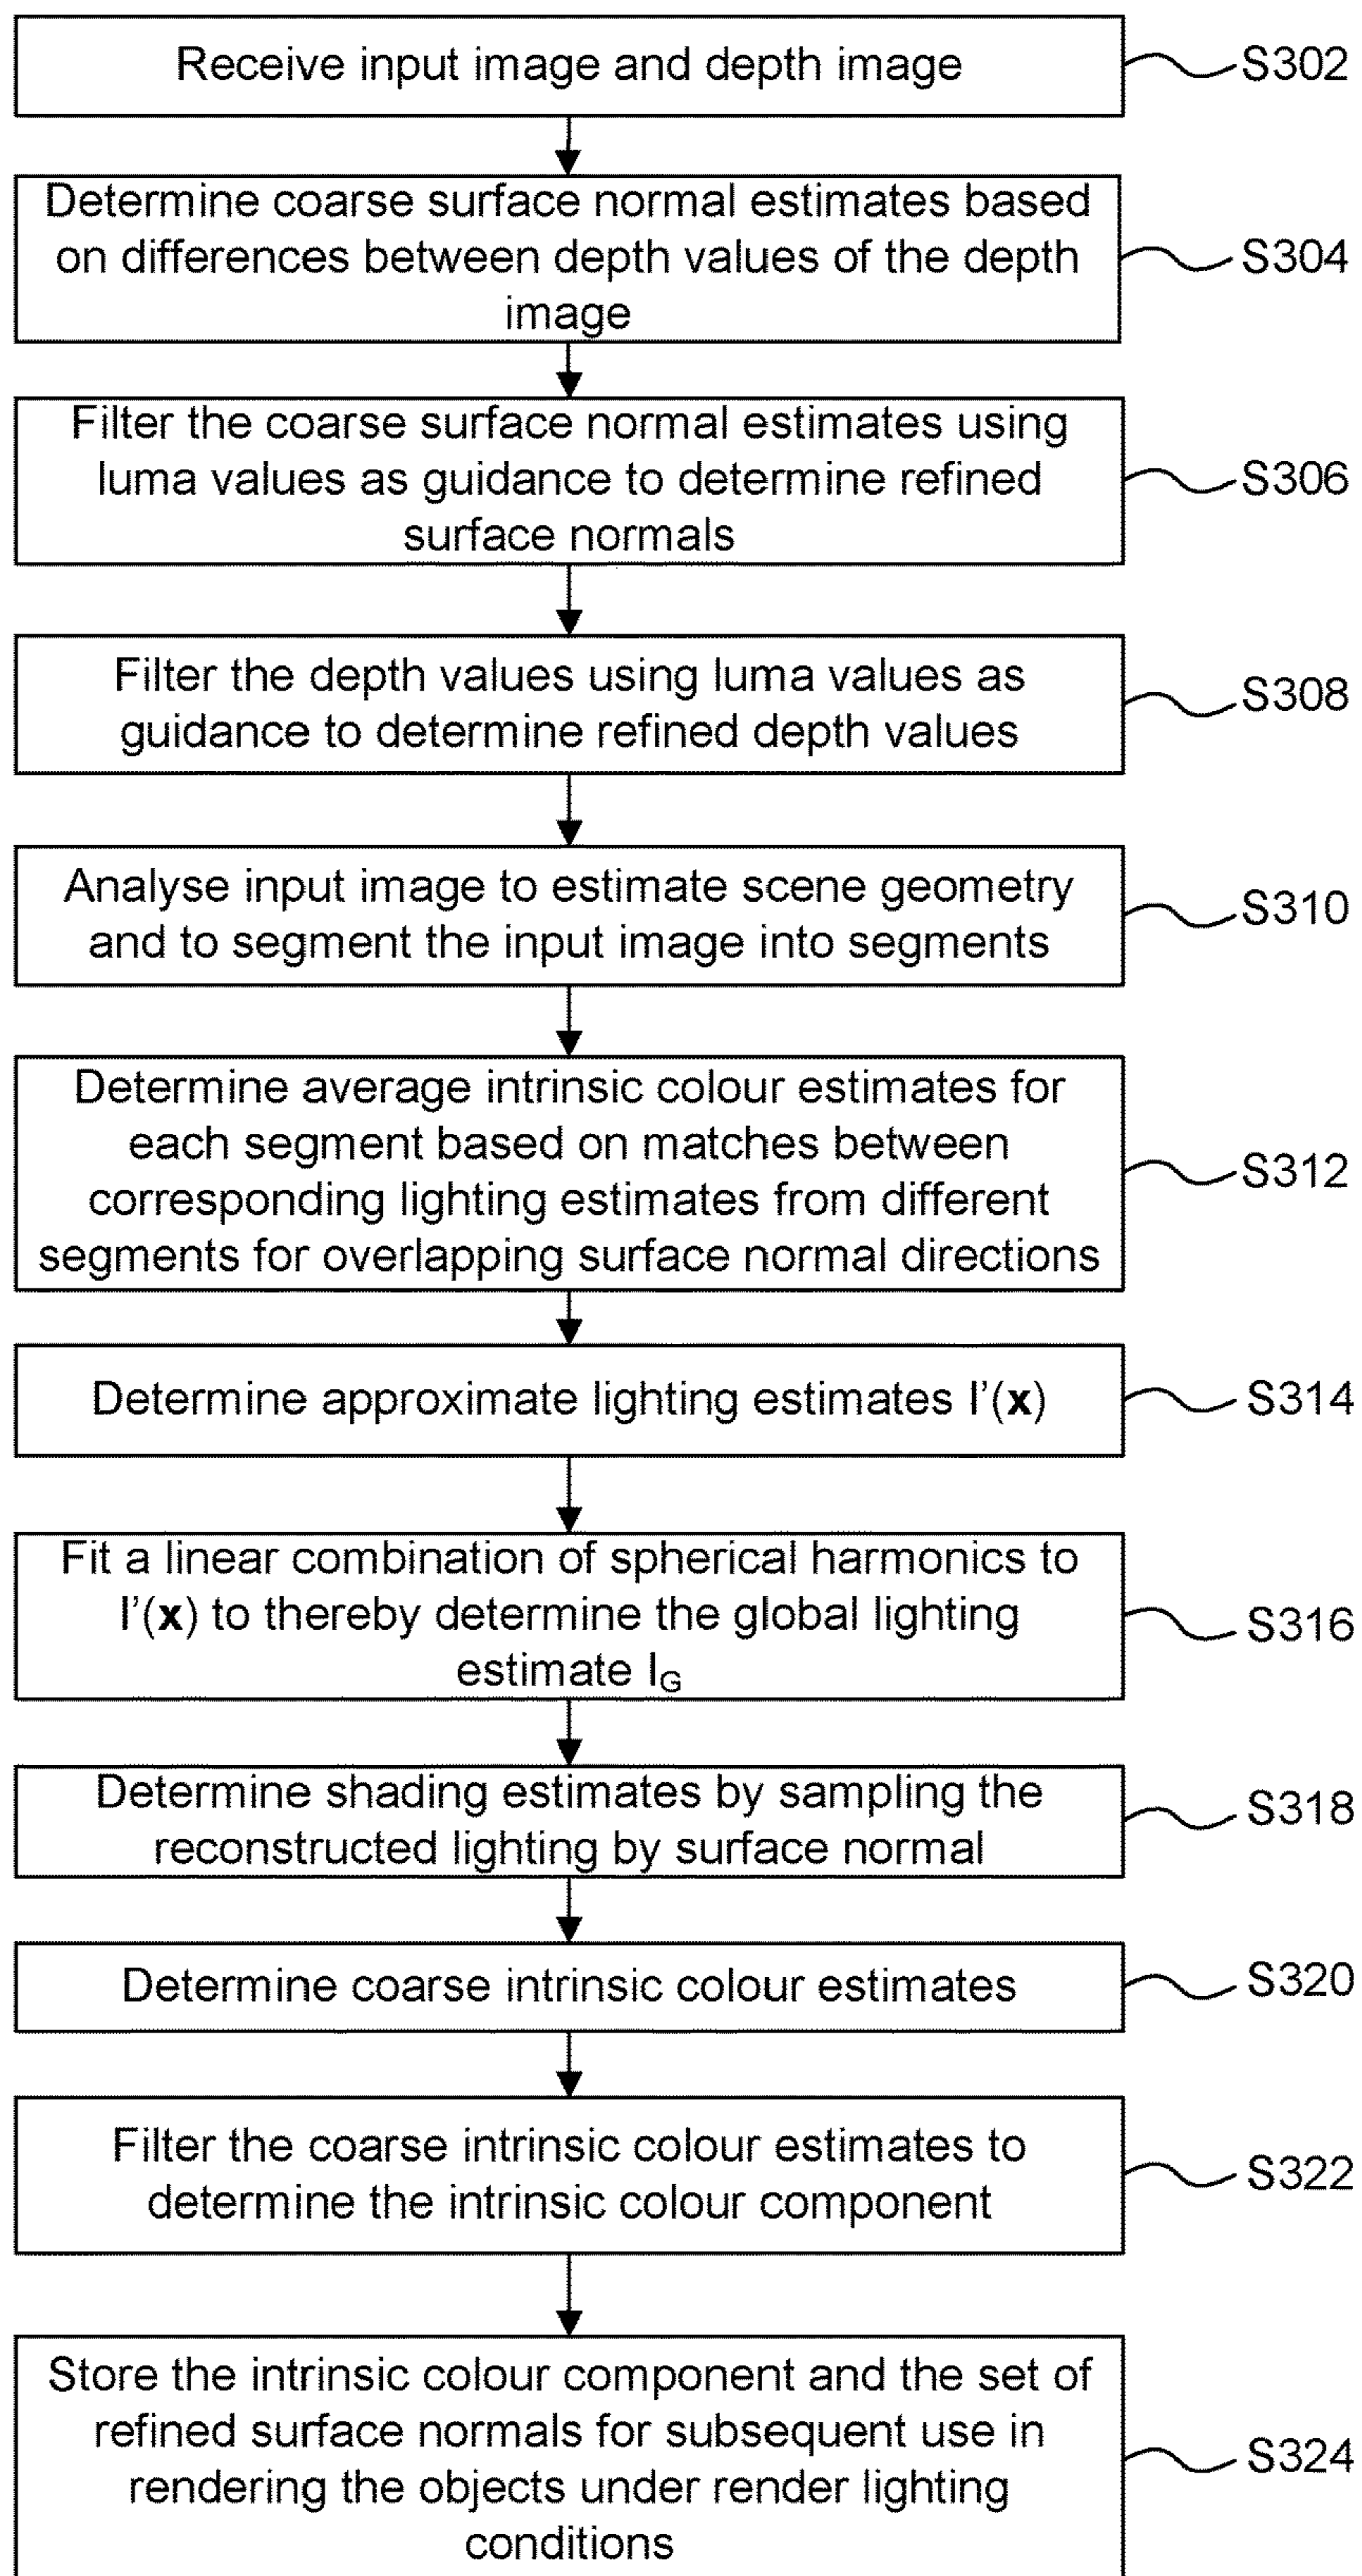 Receive input image and depth image
S302
Determine coarse surface normal estimates based
on differences between depth values of the depth
image
S304
Filter the coarse surface normal estimates using
luma values as guidance to determine refined
surface normals
S306
Filter the depth values using luma values as
guidance to determine refined depth values
S308
Analyse input image to estimate scene geometry
and to segment the input image into segments
S310
Determine average intrinsic colour estimates for
each segment based on matches between
corresponding lighting estimates from different
segments for overlapping surface normal directions
S312
Determine approximate lighting estimates I'(x)
S314
Fit a linear combination of spherical harmonics to
I'(x) to thereby determine the global lighting
estimate IG
S316
Determine shading estimates by sampling the
reconstructed lighting by surface normal
S318
Determine coarse intrinsic colour estimates
S320
Filter the coarse intrinsic colour estimates to
determine the intrinsic colour component
S322
Store the intrinsic colour component and the set of
refined surface normals for subsequent use in
rendering the objects under render lighting
conditions
S324